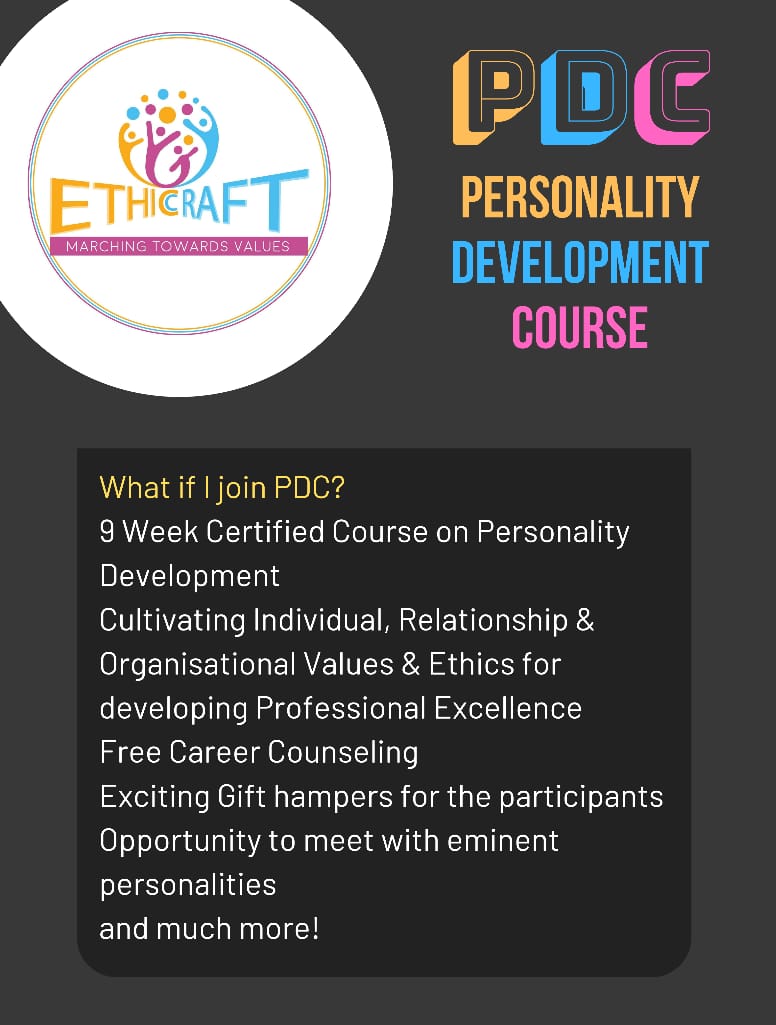 ETHICCRAFT
MARCHING TOWARDS VALUES
PDC
PERSONALITY
DEVELOPMENT
COURSE
What if I join PDC?
9 Week Certified Course on Personality
Development
Cultivating Individual, Relationship &
Organisational Values & Ethics for
developing Professional Excellence
Free Career Counseling
Exciting Gift hampers for the participants
Opportunity to meet with eminent
personalities
and much more!